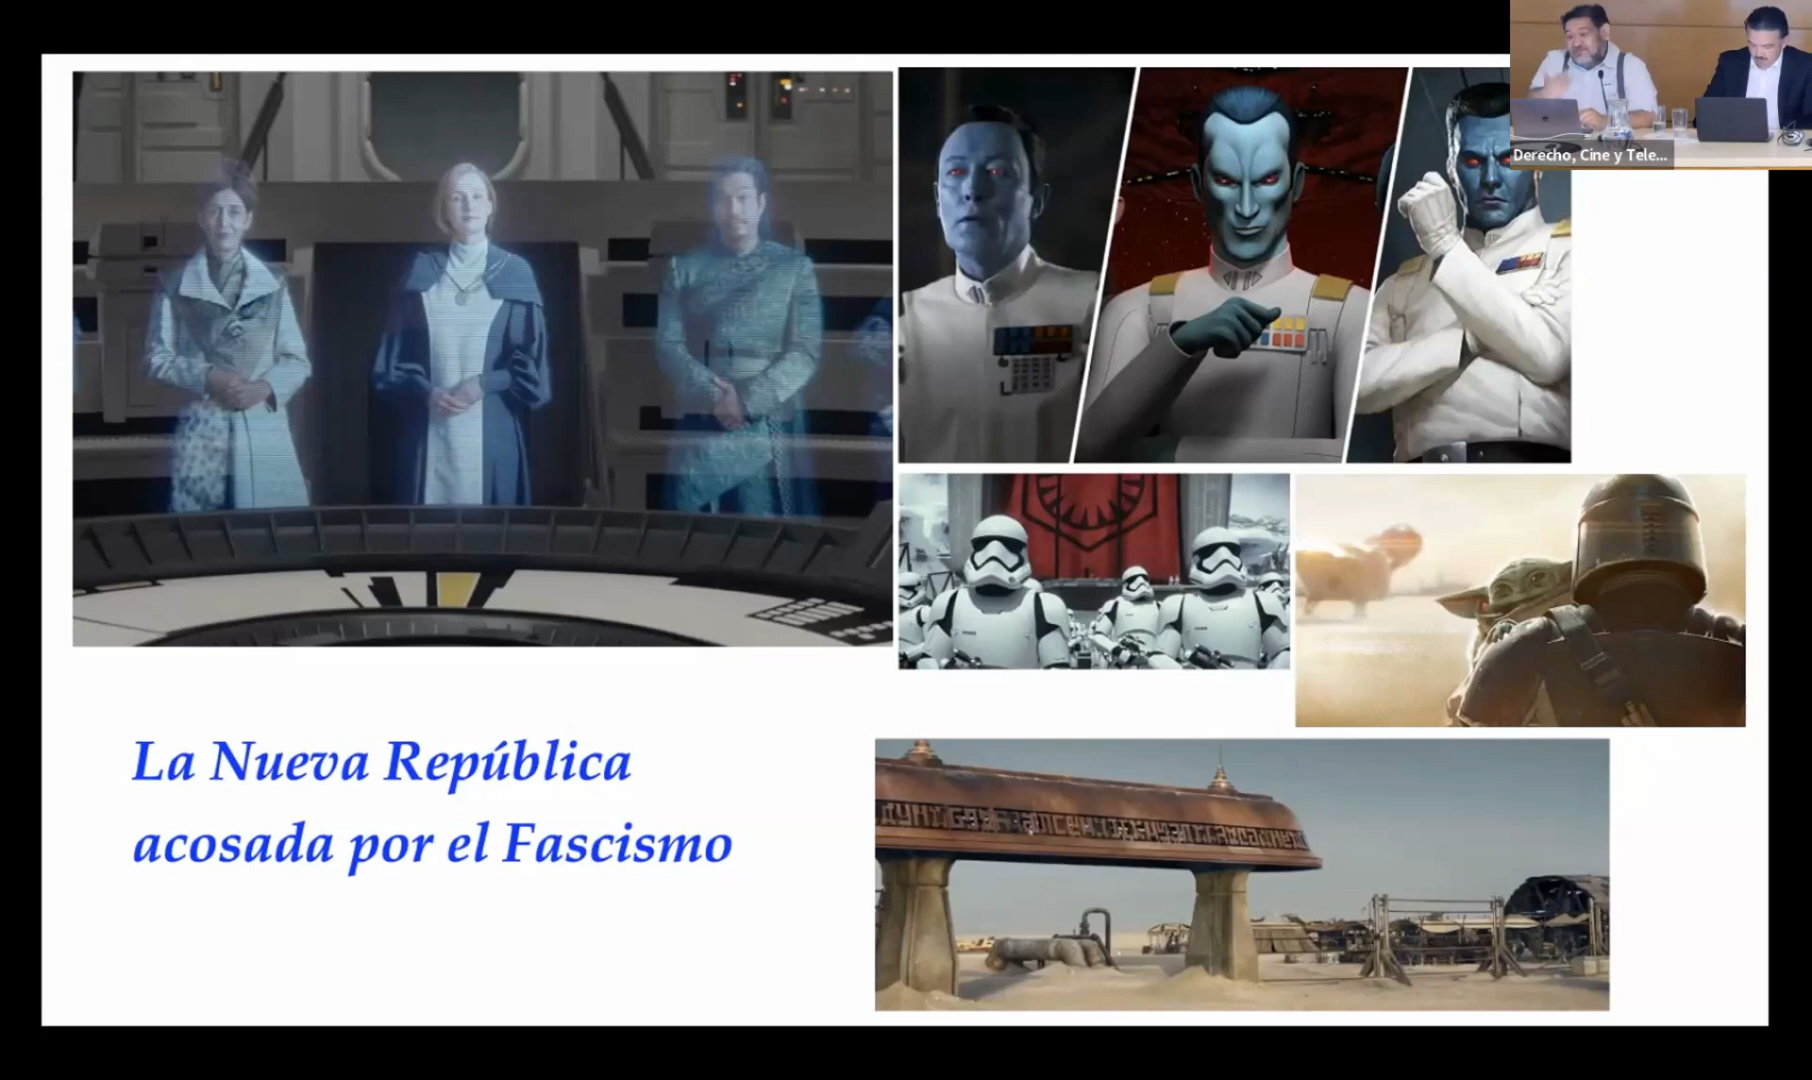 Derecho, Cine y Tele...
La Nueva República
acosada por el Fascismo